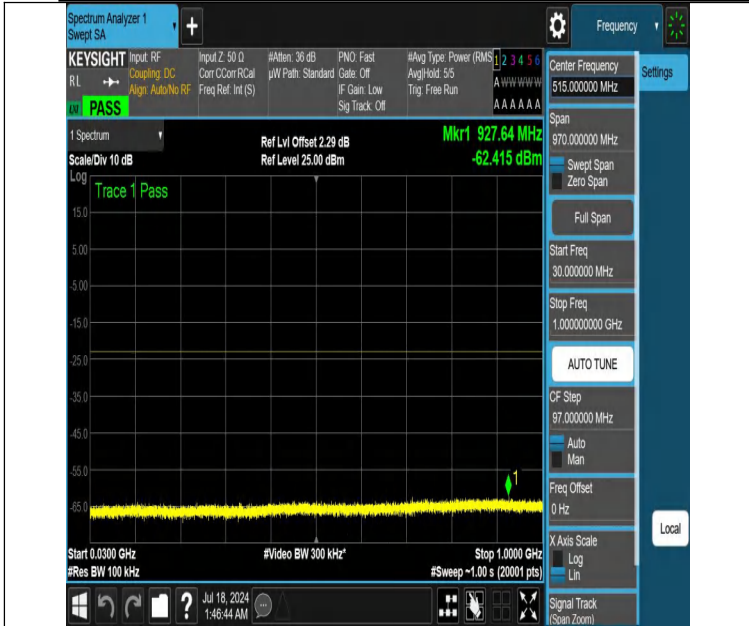 Spectrum Analyzer 1
Swept SA
+
Frequency
KEYSIGHT
RL
PASS
Input: RF
Coupling: DC
Align: Auto/No RF
Input Z: 50 Ω
Corr CCorr RCal
Freq Ref: Int (S)
#Atten: 36 dB
µW Path: Standard
PNO: Fast
Gate: Off
IF Gain: Low
Sig Track: Off
#Avg Type: Power (RMS)
Avg|Hold: 5/5
Trig: Free Run
1 2 3 4 5 6
A W W W W W
A A A A A A
1 Spectrum
Scale/Div 10 dB
Ref Lvl Offset 2.29 dB
Ref Level 25.00 dBm
Mkr1 927.64 MHz
-62.415 dBm
Log
Trace 1 Pass
15.0
5.00
-5.00
-15.0
-25.0
-35.0
-45.0
-55.0
1
-65.0
Start 0.0300 GHz
#Video BW 300 kHz*
Stop 1.0000 GHz
#Res BW 100 kHz
#Sweep ~1.00 s (20001 pts)
?
Jul 18, 2024
1:46:44 AM
Center Frequency
515.000000 MHz
Settings
Span
970.000000 MHz
Swept Span
Zero Span
Full Span
Start Freq
30.000000 MHz
Stop Freq
1.000000000 GHz
AUTO TUNE
CF Step
97.000000 MHz
Auto
Man
Freq Offset
0 Hz
X Axis Scale
Log
Lin
Local
Signal Track
(Span Zoom)